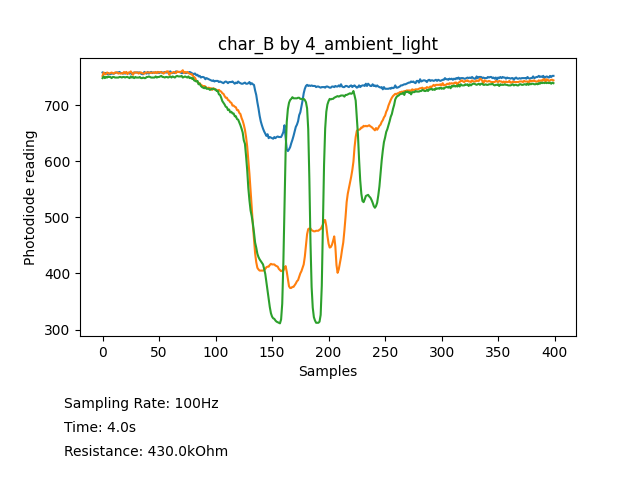 char_B by 4_ambient_light
Photodiode reading
700
600
500
400
300
0 50 100 150 200 250 300 350 400
Samples
Sampling Rate: 100Hz
Time: 4.0s
Resistance: 430.0kOhm